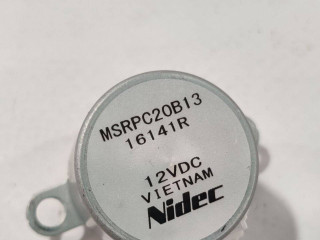 MSRPC20B13
16141R
12VDC
VIETNAM
Nidec